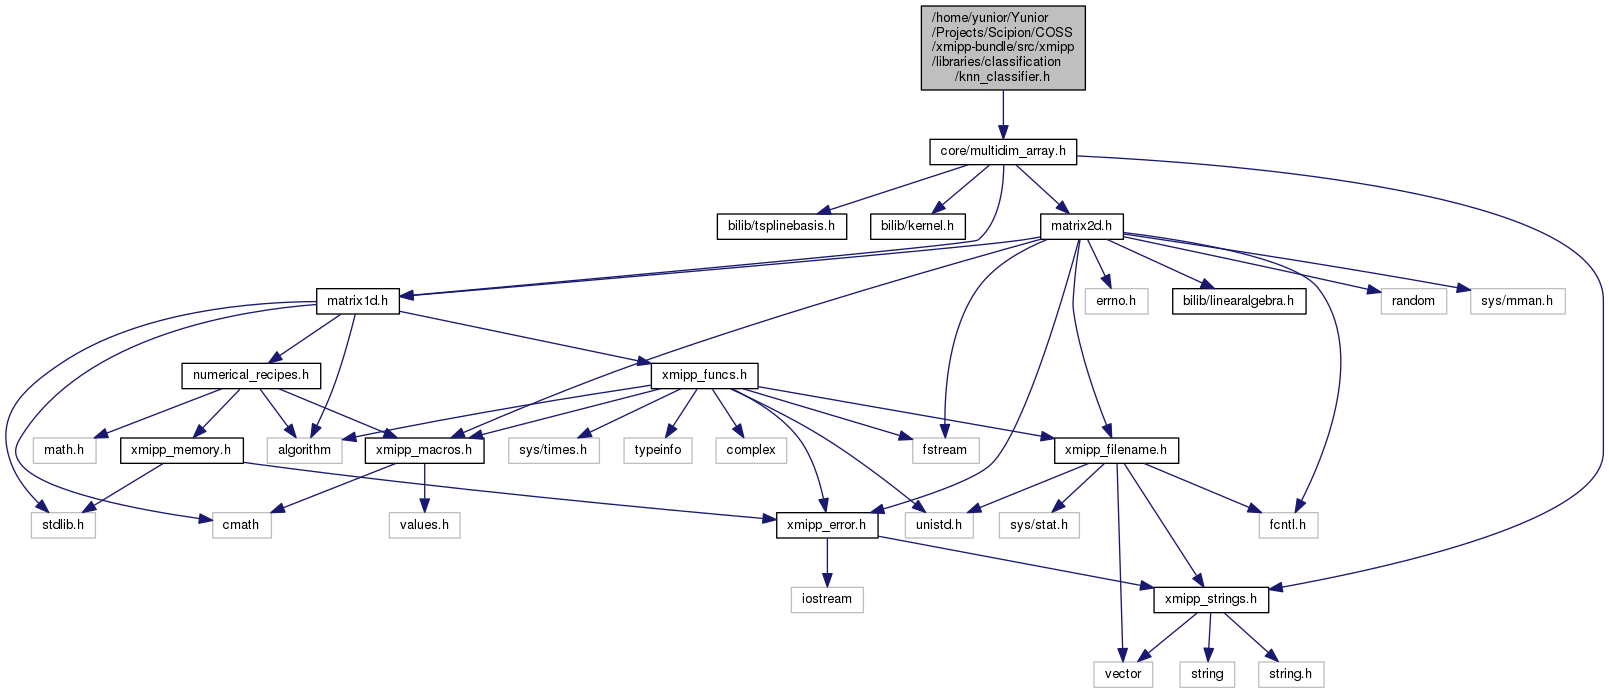 /home/yunior/Yunior
/Projects/Scipion/COSS
/xmipp-bundle/src/xmipp
/libraries/classification
/knn_classifier.h
core/multidim_array.h
bilib/tsplinebasis.h
bilib/kernel.h
matrix2d.h
matrix1d.h
errno.h
bilib/linearalgebra.h
random
sys/mman.h
numerical_recipes.h
xmipp_funcs.h
math.h
xmipp_memory.h
algorithm
xmipp_macros.h
sys/times.h
typeinfo
complex
fstream
xmipp_filename.h
stdlib.h
cmath
values.h
xmipp_error.h
unistd.h
sys/stat.h
fcntl.h
iostream
xmipp_strings.h
vector
string
string.h